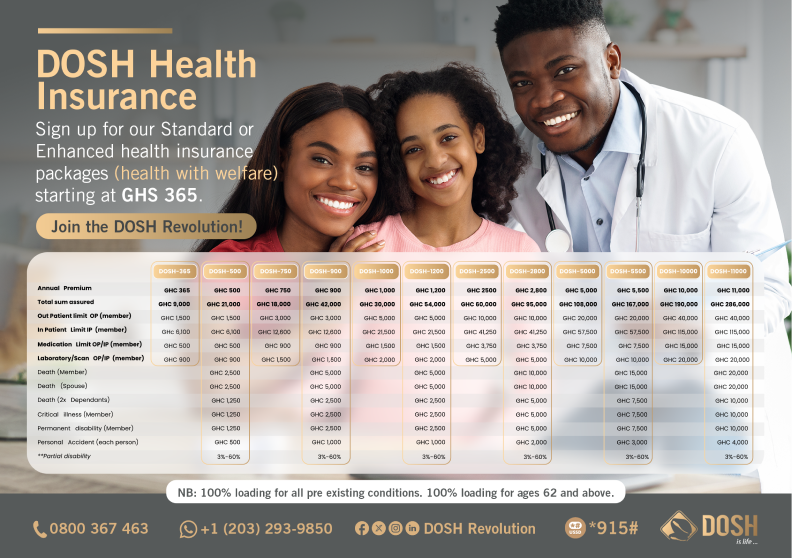 DOSH Health
Insurance
Sign up for our Standard or
Enhanced health insurance
packages (health with welfare)
starting at GHS 365.
Join the DOSH Revolution!
DOSH-365 DOSH-500 DOSH-750 DOSH-900 DOSH-1000 DOSH-1200 DOSH-2500 DOSH-2800 DOSH-5000 DOSH-5500 DOSH-10000 DOSH-11000
Annual Premium GHC 365 GHC 500 GHC 750 GHC 900 GHC 1,000 GHC 1,200 GHC 2500 GHC 2,800 GHC 5,000 GHC 5,500 GHC 10,000 GHC 11,000
Total sum assured GHC 9,000 GHC 21,000 GHC 18,000 GHC 42,000 GHC 30,000 GHC 54,000 GHC 60,000 GHC 95,000 GHC 108,000 GHC 167,000 GHC 190,000 GHC 286,000
Out Patient limit OP (member) GHC 1,500 GHC 1,500 GHC 3,000 GHC 3,000 GHC 5,000 GHC 5,000 GHC 10,000 GHC 10,000 GHC 20,000 GHC 20,000 GHC 40,000 GHC 40,000
In Patient Limit IP (member) GHc 6,100 GHC 6,100 GHC 12,600 GHC 12,600 GHC 21,500 GHC 21,500 GHC 41,250 GHC 41,250 GHC 57,500 GHC 57,500 GHC 115,000 GHC 115,000
Medication Limit OP/IP (member) GHC 500 GHC 500 GHC 900 GHC 900 GHC 1,500 GHC 1,500 GHC 3,750 GHC 3,750 GHC 7,500 GHC 7,500 GHC 15,000 GHC 15,000
Laboratory/Scan OP/IP (member) GHC 900 GHC 900 GHC 1,500 GHC 1,500 GHC 2,000 GHC 2,000 GHC 5,000 GHC 5,000 GHC 10,000 GHC 10,000 GHC 20,000 GHC 20,000
Death (Member) GHC 2,500 GHC 5,000 GHC 5,000 GHC 10,000 GHC 15,000 GHC 20,000
Death (Spouse) GHC 2,500 GHC 5,000 GHC 5,000 GHC 10,000 GHC 15,000 GHC 20,000
Death (2x Dependants) GHC 1,250 GHC 2,500 GHC 2,500 GHC 5,000 GHC 7,500 GHC 10,000
Critical illness (Member) GHC 1,250 GHC 2,500 GHC 2,500 GHC 5,000 GHC 7,500 GHC 10,000
Permanent disability (Member) GHC 1,250 GHC 2,500 GHC 2,500 GHC 5,000 GHC 7,500 GHC 10,000
Personal Accident (each person) GHC 500 GHC 1,000 GHC 1,000 GHC 2,000 GHC 3,000 GHC 4,000
**Partial disability 3%-60% 3%-60% 3%-60% 3%-60% 3%-60% 3%-60%
NB: 100% loading for all pre existing conditions. 100% loading for ages 62 and above.
0800 367 463 +1 (203) 293-9850 DOSH Revolution USSD *915# DOSH
is life ...